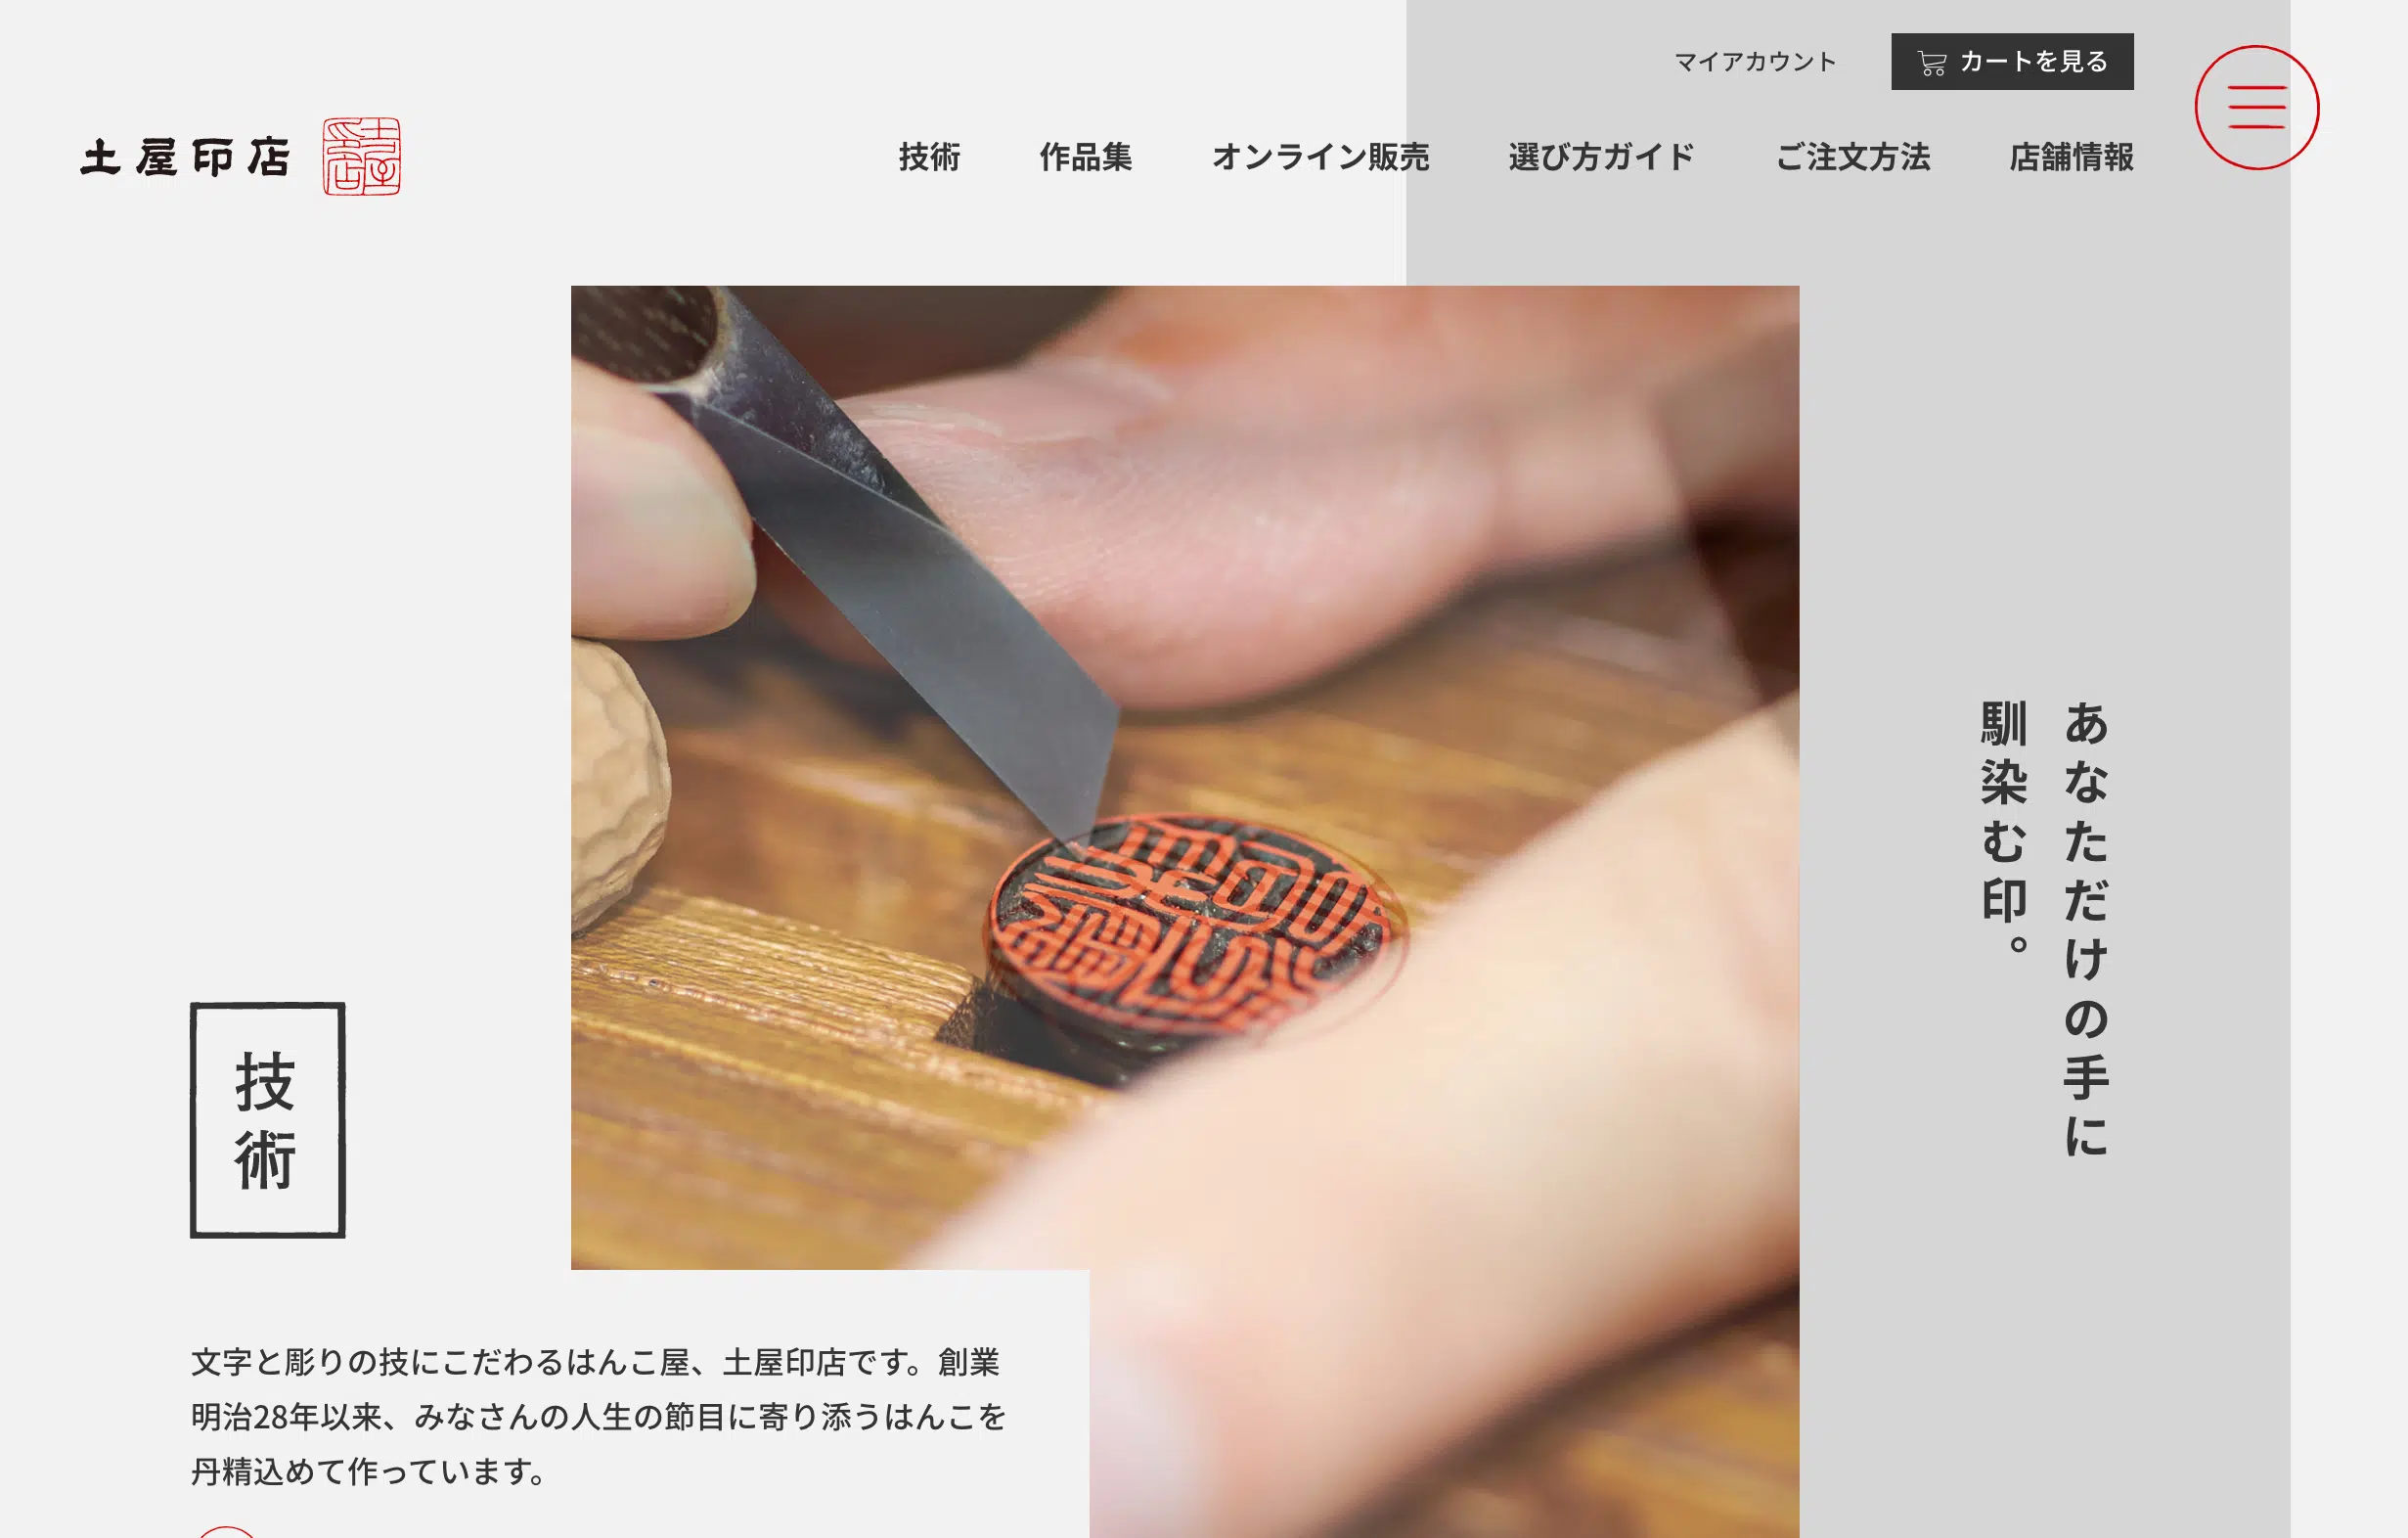 マイアカウント
カートを見る
土屋印店
技術
作品集
オンライン販売
選び方ガイド
ご注文方法
店舗情報
あなただけの手に
馴染む印。
技術
文字と彫りの技にこだわるはんこ屋、土屋印店です。創業
明治28年以来、みなさんの人生の節目に寄り添うはんこを
丹精込めて作っています。